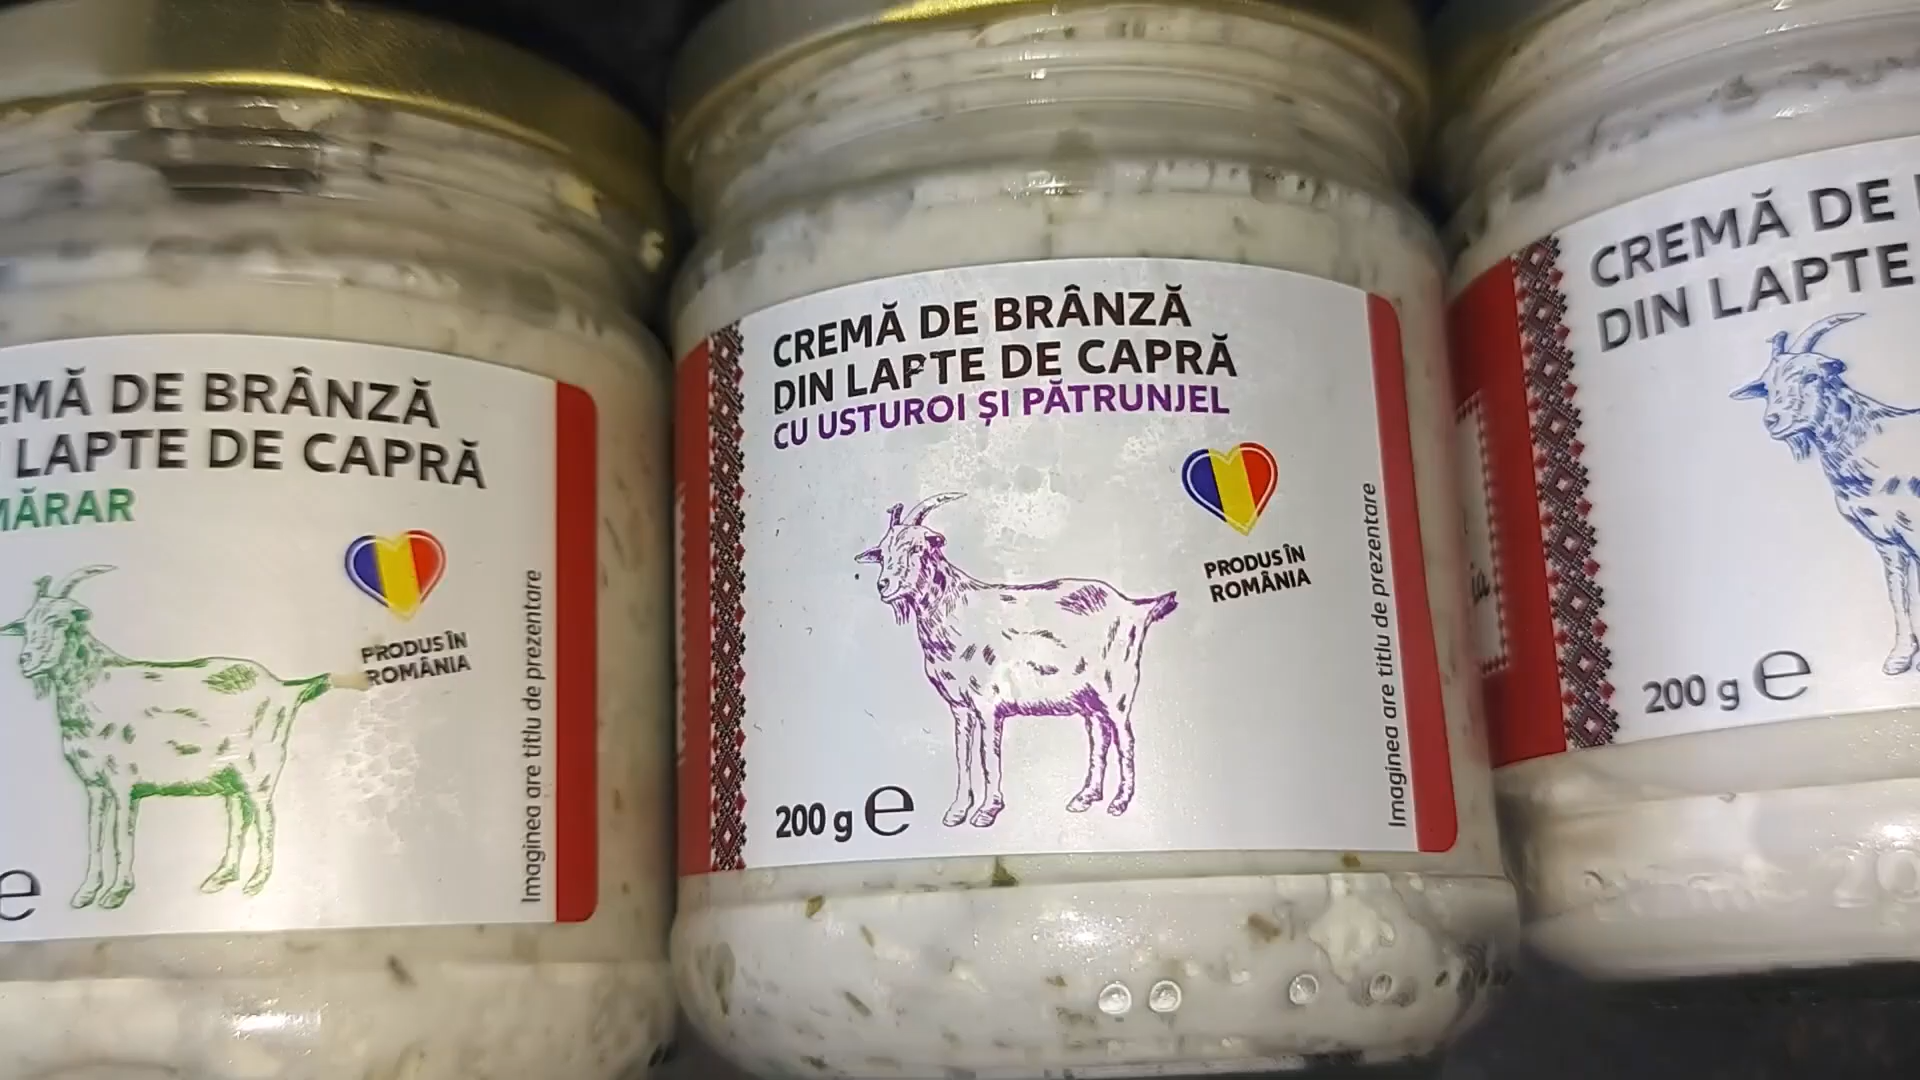 DE BRÂNZĂ
LAPTE DE CAPRĂ
PRODUS ÎN
ROMÂNIA
Imaginea are titlu de prezentare
e
CREMĂ DE BRÂNZĂ
DIN LAPTE DE CAPRĂ
CU USTUROI ȘI PĂTRUNJEL
PRODUS ÎN
ROMÂNIA
Imaginea are titlu de prezentare
200 g e
CREMĂ DE
DIN LAPTE
200 g e